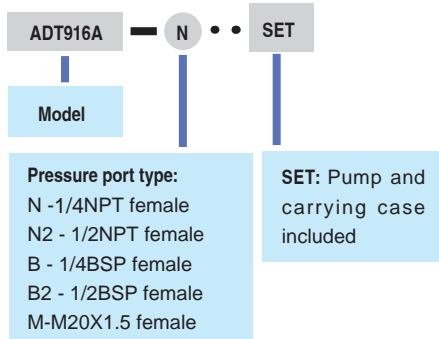 ADT916A — N • • SET
Model
Pressure port type:
N -1/4NPT female
N2 - 1/2NPT female
B - 1/4BSP female
B2 - 1/2BSP female
M-M20X1.5 female
SET: Pump and
carrying case
included